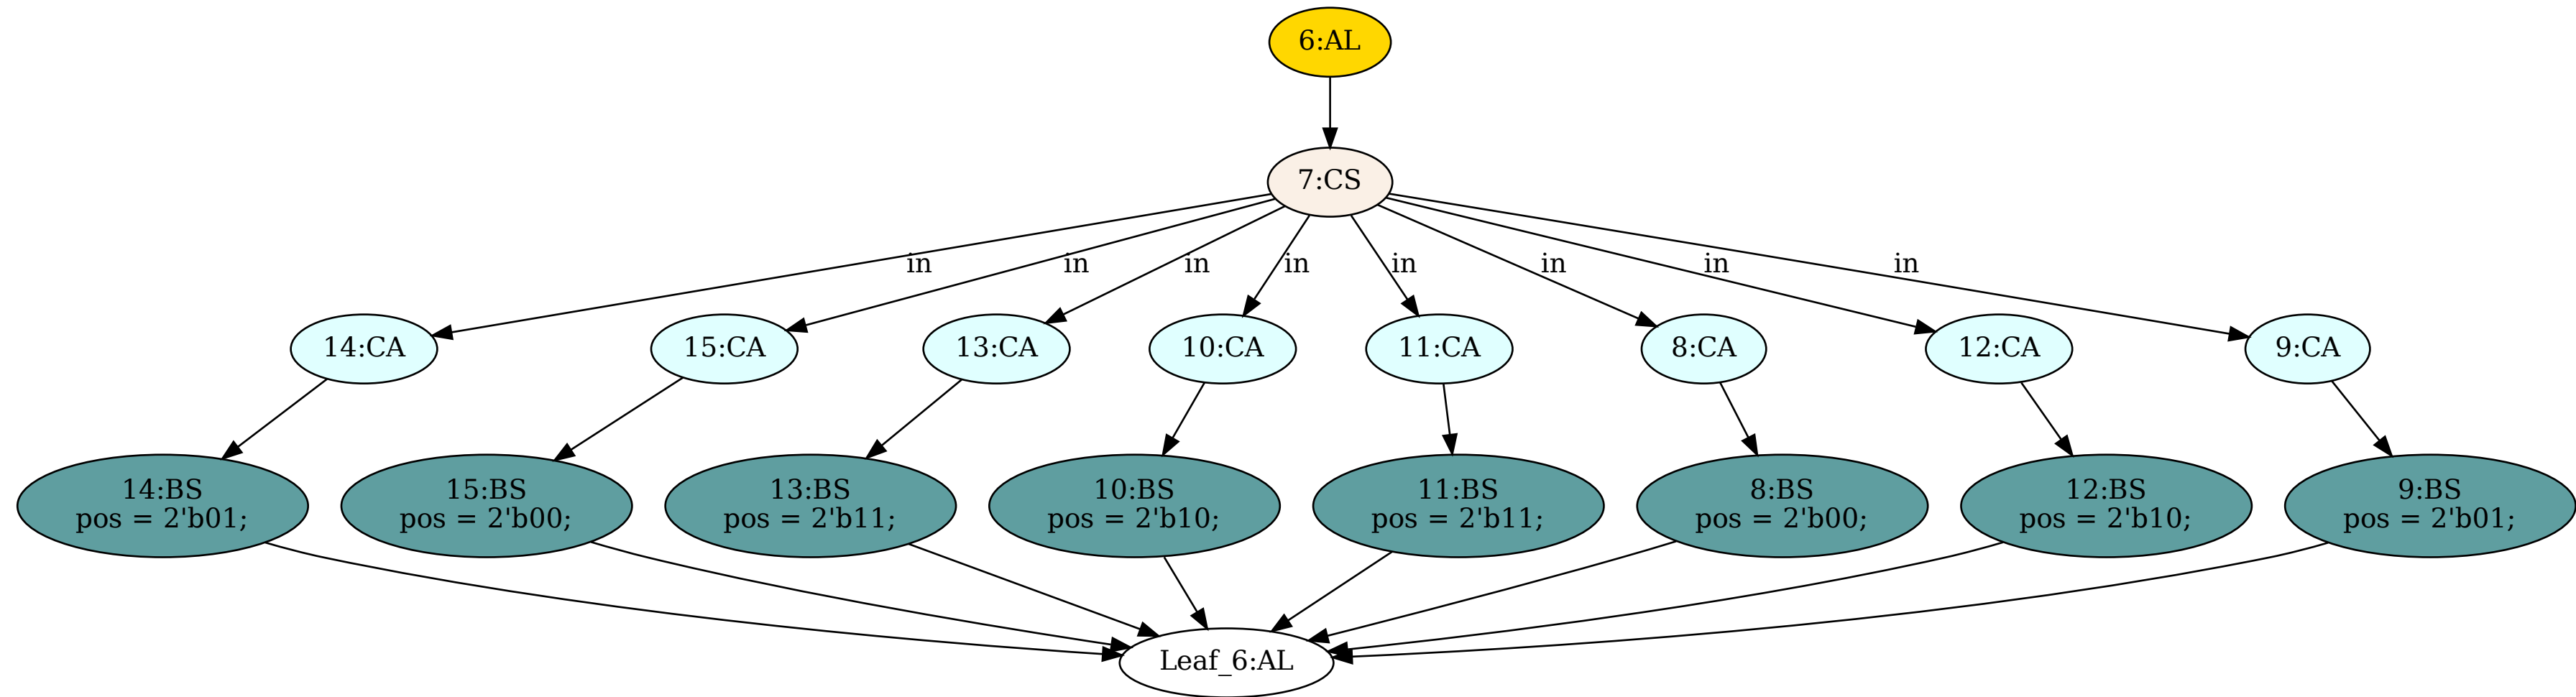 6:AL
7:CS
in
in
in
in
in
in
in
in
14:CA
15:CA
13:CA
10:CA
11:CA
8:CA
12:CA
9:CA
14:BS
pos = 2'b01;
15:BS
pos = 2'b00;
13:BS
pos = 2'b11;
10:BS
pos = 2'b10;
11:BS
pos = 2'b11;
8:BS
pos = 2'b00;
12:BS
pos = 2'b10;
9:BS
pos = 2'b01;
Leaf_6:AL